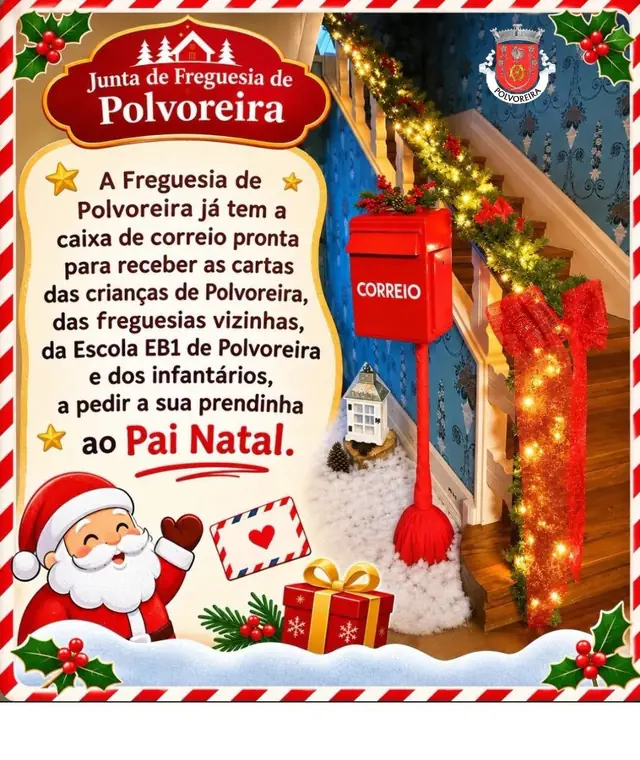 Junta de Freguesia de
Polvoreira
POLVOREIRA
A Freguesia de
Polvoreira já tem a
caixa de correio pronta
para receber as cartas
das crianças de Polvoreira,
das freguesias vizinhas,
da Escola EB1 de Polvoreira
e dos infantários,
a pedir a sua prendinha
ao Pai Natal.
CORREIO